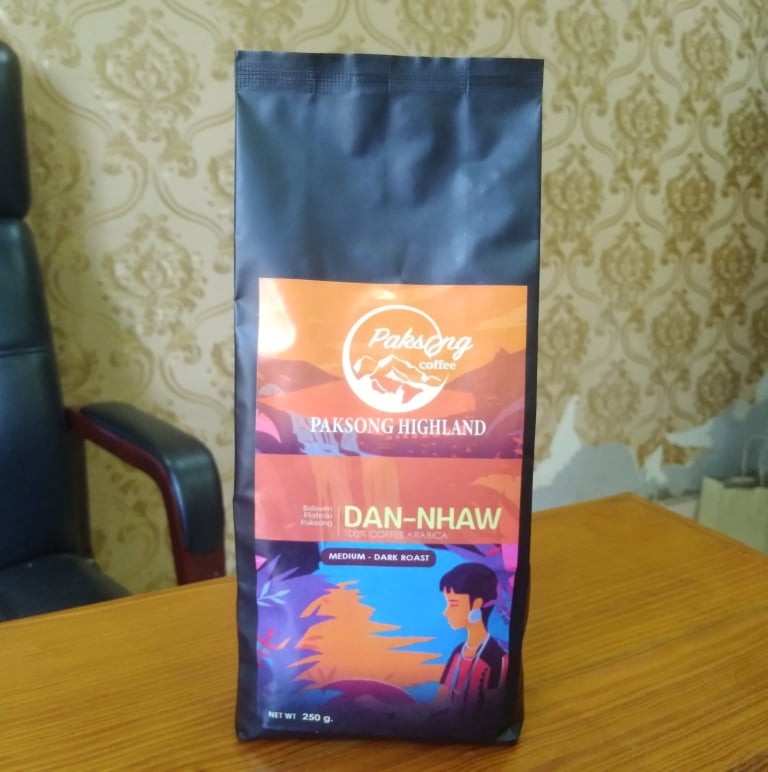 Paksong
coffee
PAKSONG HIGHLAND
Bolaven
Plateau
Paksong
DAN-NHAW
100% COFFEE ARABICA
MEDIUM - DARK ROAST
NET WT 250 g.